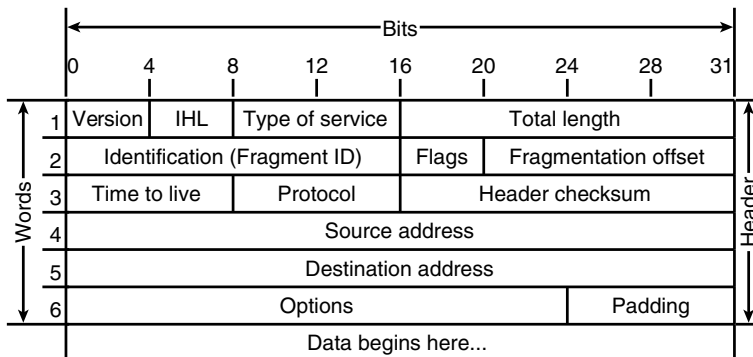 Bits
0 4 8 12 16 20 24 28 31
1 Version IHL Type of service Total length
2 Identification (Fragment ID) Flags Fragmentation offset
3 Time to live Protocol Header checksum
4 Source address
5 Destination address
6 Options Padding
Data begins here...
Words
Header